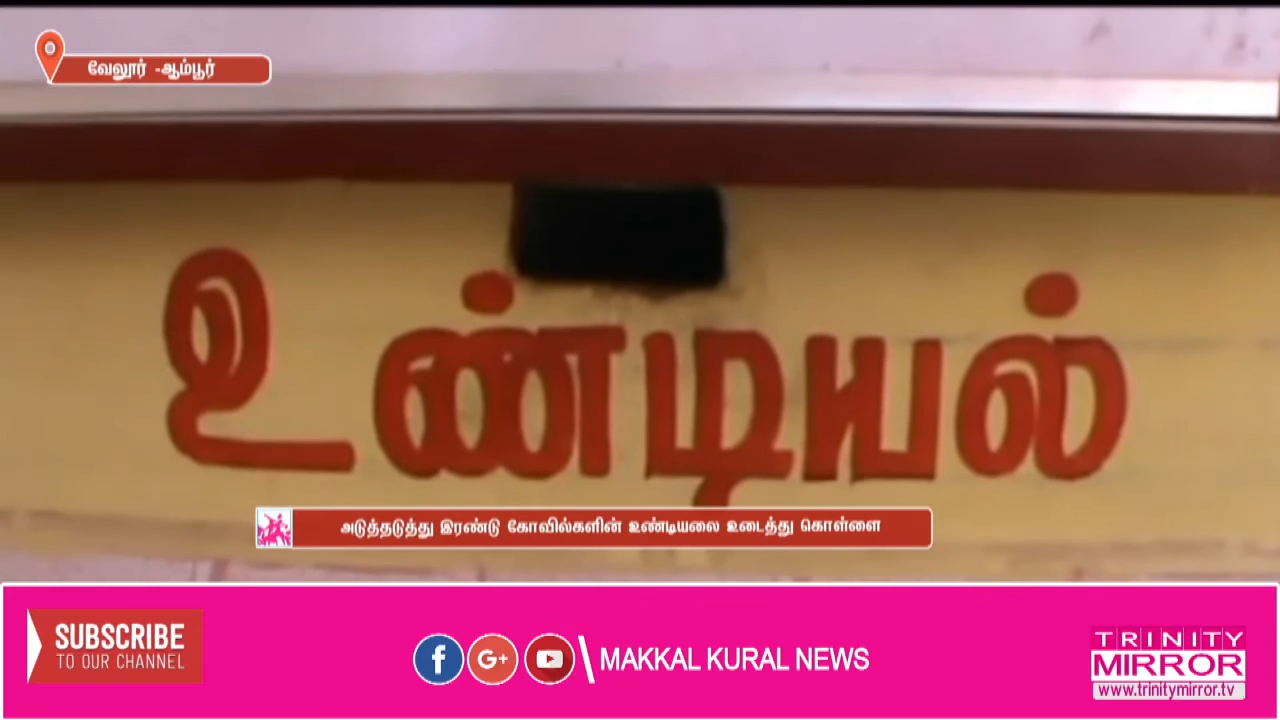 வேலூர் -ஆம்பூர்
உண்டியல்
அடுத்தடுத்து இரண்டு கோவில்களின் உண்டியலை உடைத்து கொள்ளை
SUBSCRIBE
TO OUR CHANNEL
f G+ MAKKAL KURAL NEWS
TRINITY
MIRROR
www.trinitymirror.tv